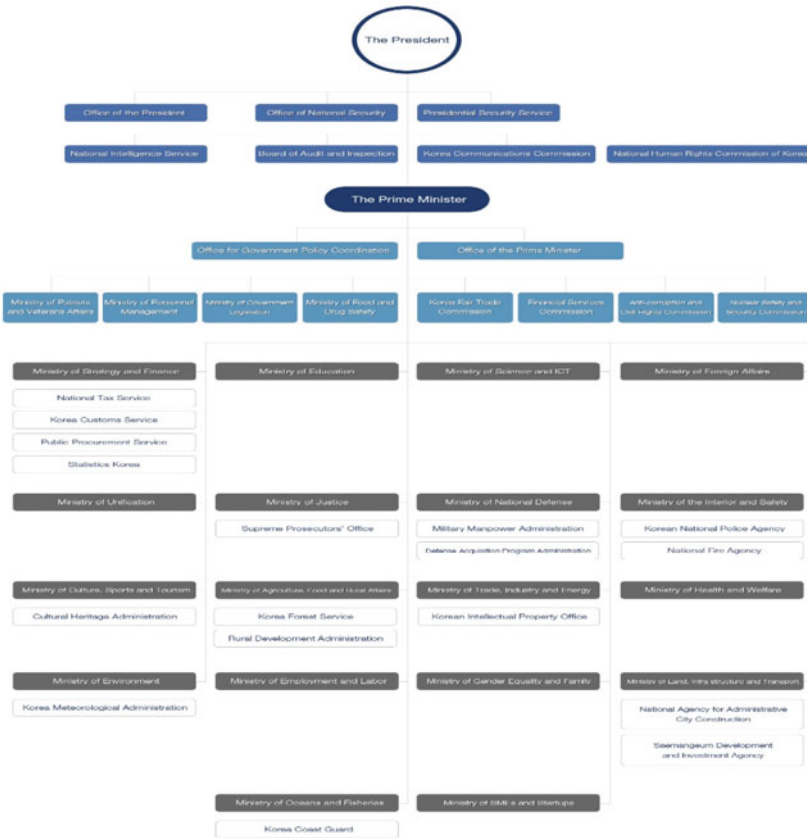 The President
Office of the President
Office of National Security
Presidential Security Service
National Intelligence Service
Board of Audit and Inspection
Korea Communications Commission
National Human Rights Commission of Korea
The Prime Minister
Office for Government Policy Coordination
Office of the Prime Minister
Ministry of Patriots
and Veterans Affairs
Ministry of Personnel
Management
Ministry of Government
Legislation
Ministry of Food and
Drug Safety
Korea Fair Trade
Commission
Financial Services
Commission
Anti-corruption and
Civil Rights Commission
Nuclear Safety and
Security Commission
Ministry of Strategy and Finance
Ministry of Education
Ministry of Science and ICT
Ministry of Foreign Affairs
National Tax Service
Korea Customs Service
Public Procurement Service
Statistics Korea
Ministry of Unification
Ministry of Justice
Ministry of National Defense
Ministry of the Interior and Safety
Supreme Prosecutors' Office
Military Manpower Administration
Korean National Police Agency
Defense Acquisition Program Administration
National Fire Agency
Ministry of Culture, Sports and Tourism
Ministry of Agriculture, Food and Rural Affairs
Ministry of Trade, Industry and Energy
Ministry of Health and Welfare
Cultural Heritage Administration
Korea Forest Service
Korean Intellectual Property Office
Rural Development Administration
Ministry of Environment
Ministry of Employment and Labor
Ministry of Gender Equality and Family
Ministry of Land, Infra structure and Transport
Korea Meteorological Administration
National Agency for Administrative
City Construction
Saemangeum Development
and Investment Agency
Ministry of Oceans and Fisheries
Ministry of SMEs and Startups
Korea Coast Guard